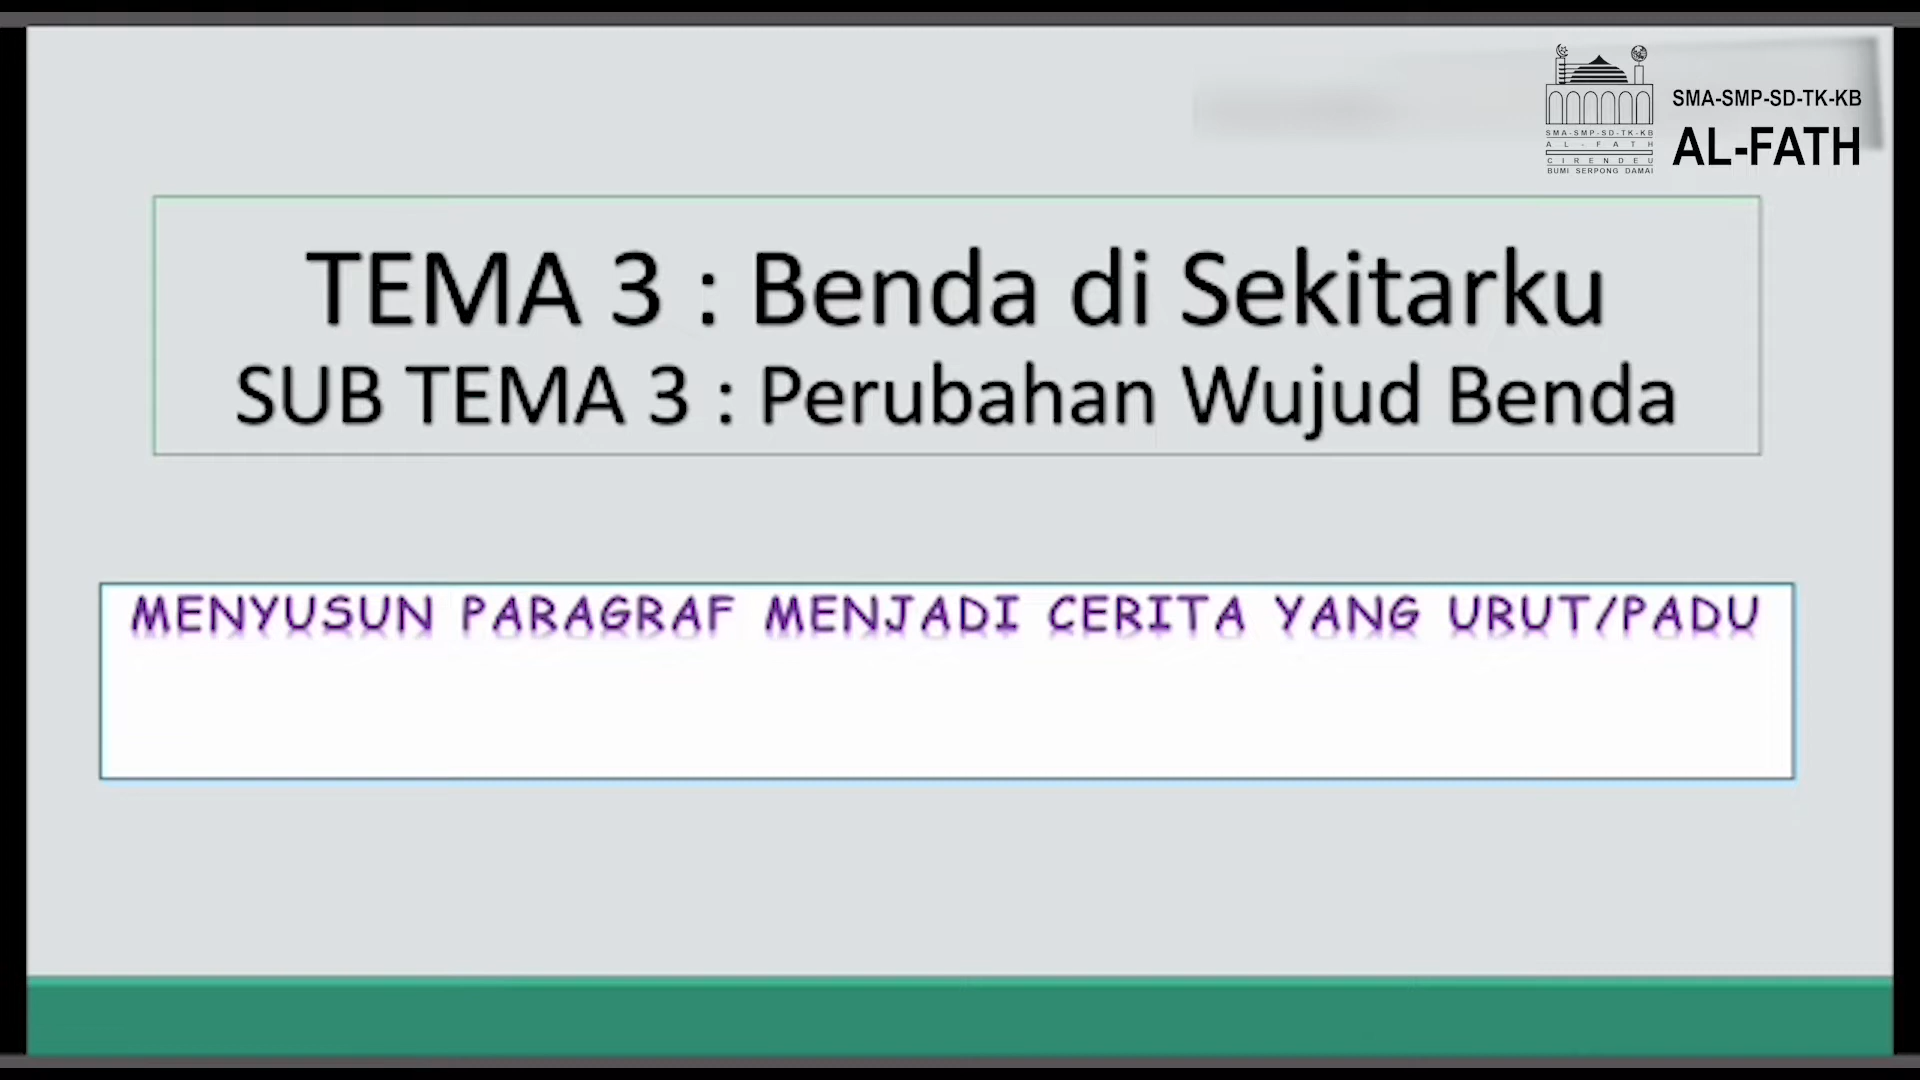 SMA-SMP-SD-TK-KB
AL-FATH
SMA-SMP-SD-TK-KB
AL-FATH
CIRENDEU
BUMI SERPONG DAMAI
TEMA 3 : Benda di Sekitarku
SUB TEMA 3 : Perubahan Wujud Benda
MENYUSUN PARAGRAF MENJADI CERITA YANG URUT/PADU